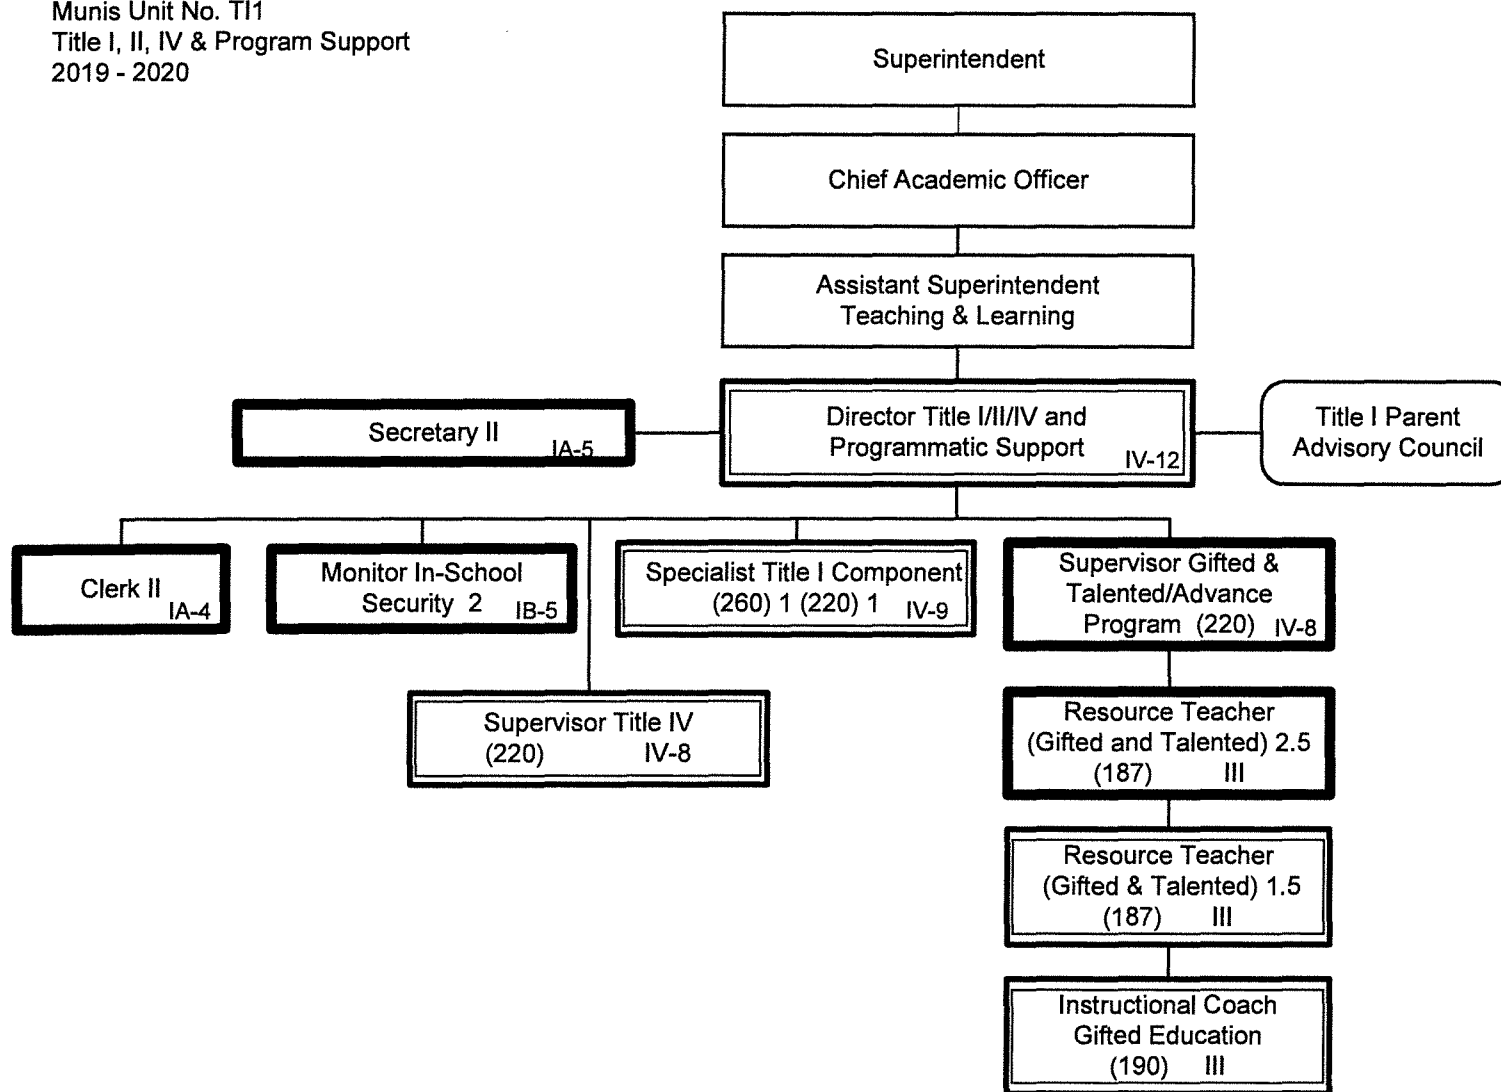 Munis Unit No. TI1
Title I, II, IV & Program Support
2019 - 2020
Superintendent
Chief Academic Officer
Assistant Superintendent
Teaching & Learning
Secretary II
IA-5
Director Title I/II/IV and
Programmatic Support
IV-12
Title I Parent
Advisory Council
Clerk II
IA-4
Monitor In-School
Security 2
IB-5
Specialist Title I Component
(260) 1 (220) 1 IV-9
Supervisor Gifted &
Talented/Advance
Program (220) IV-8
Supervisor Title IV
(220) IV-8
Resource Teacher
(Gifted and Talented) 2.5
(187) III
Resource Teacher
(Gifted & Talented) 1.5
(187) III
Instructional Coach
Gifted Education
(190) III